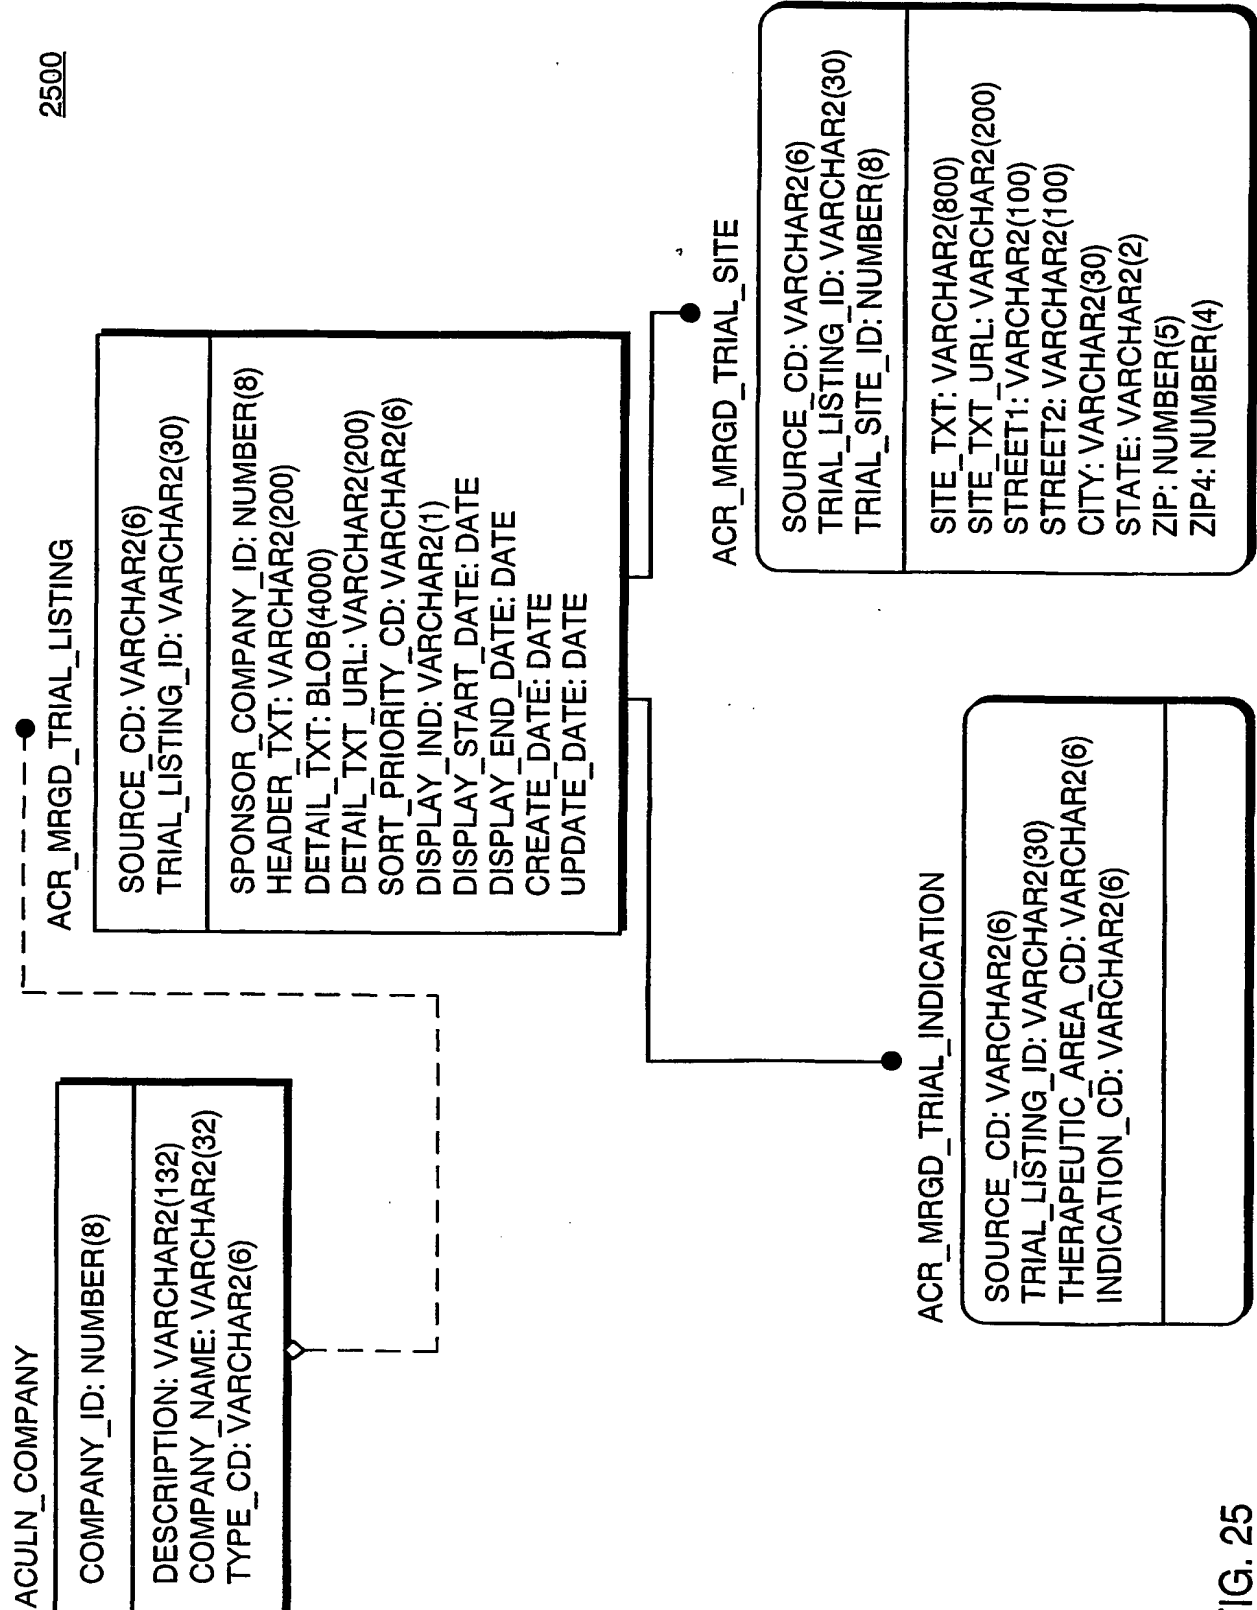 2500
ACULN_COMPANY
COMPANY_ID: NUMBER(8)
DESCRIPTION: VARCHAR2(132)
COMPANY_NAME: VARCHAR2(32)
TYPE_CD: VARCHAR2(6)
ACR_MRGD_TRIAL_LISTING
SOURCE_CD: VARCHAR2(6)
TRIAL_LISTING_ID: VARCHAR2(30)
SPONSOR_COMPANY_ID: NUMBER(8)
HEADER_TXT: VARCHAR2(200)
DETAIL_TXT: BLOB(4000)
DETAIL_TXT_URL: VARCHAR2(200)
SORT_PRIORITY_CD: VARCHAR2(6)
DISPLAY_IND: VARCHAR2(1)
DISPLAY_START_DATE: DATE
DISPLAY_END_DATE: DATE
CREATE_DATE: DATE
UPDATE_DATE: DATE
ACR_MRGD_TRIAL_INDICATION
SOURCE_CD: VARCHAR2(6)
TRIAL_LISTING_ID: VARCHAR2(30)
THERAPEUTIC_AREA_CD: VARCHAR2(6)
INDICATION_CD: VARCHAR2(6)
ACR_MRGD_TRIAL_SITE
SOURCE_CD: VARCHAR2(6)
TRIAL_LISTING_ID: VARCHAR2(30)
TRIAL_SITE_ID: NUMBER(8)
SITE_TXT: VARCHAR2(800)
SITE_TXT_URL: VARCHAR2(200)
STREET1: VARCHAR2(100)
STREET2: VARCHAR2(100)
CITY: VARCHAR2(30)
STATE: VARCHAR2(2)
ZIP: NUMBER(5)
ZIP4: NUMBER(4)
FIG. 25